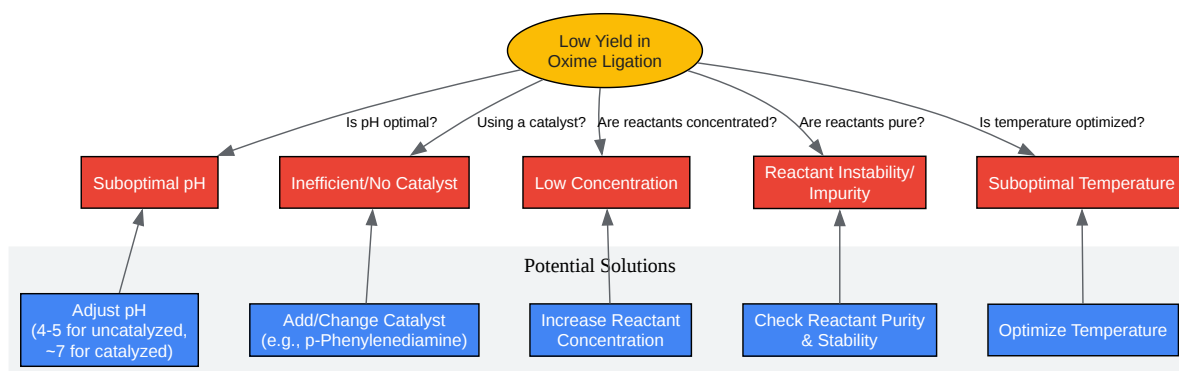 Low Yield in
Oxime Ligation
Is pH optimal?
Using a catalyst?
Are reactants concentrated?
Are reactants pure?
Is temperature optimized?
Suboptimal pH
Inefficient/No Catalyst
Low Concentration
Reactant Instability/
Impurity
Suboptimal Temperature
Potential Solutions
Adjust pH
(4-5 for uncatalyzed,
~7 for catalyzed)
Add/Change Catalyst
(e.g., p-Phenylenediamine)
Increase Reactant
Concentration
Check Reactant Purity
& Stability
Optimize Temperature